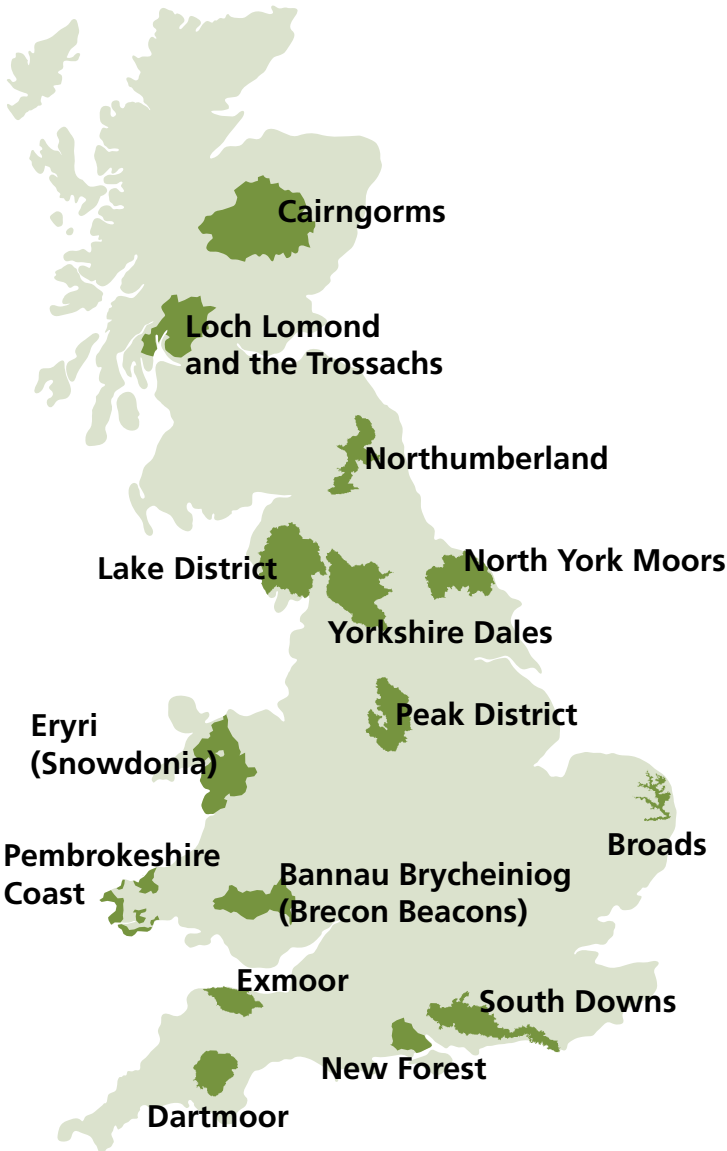 Cairngorms
Loch Lomond
and the Trossachs
Northumberland
Lake District
North York Moors
Yorkshire Dales
Peak District
Eryri
(Snowdonia)
Broads
Pembrokeshire
Coast
Bannau Brycheiniog
(Brecon Beacons)
Exmoor
South Downs
New Forest
Dartmoor